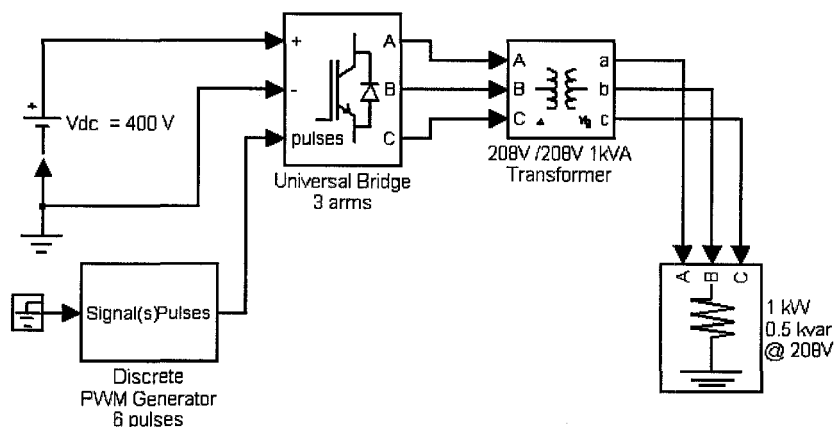 +
Vdc = 400 V
+
-
pulses
A
B
C
Universal Bridge
3 arms
A
B
C
a
b
c
208V /208V 1kVA
Transformer
Signal(s)Pulses
Discrete
PWM Generator
6 pulses
A
B
C
1 kW
0.5 kvar
@ 208V